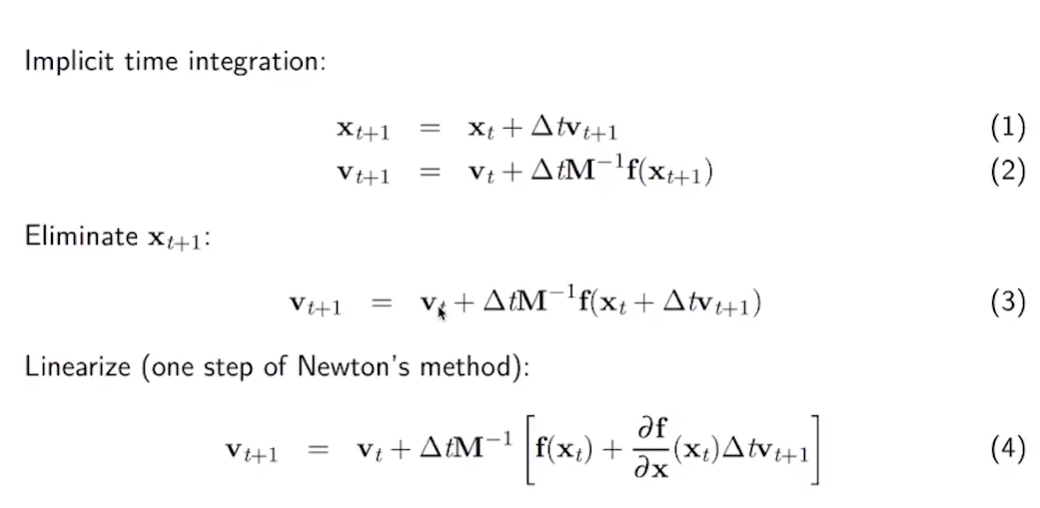 Implicit time integration:
x_{t+1} = x_t + Δt v_{t+1} (1)
v_{t+1} = v_t + Δt M^{-1} f(x_{t+1}) (2)
Eliminate x_{t+1}:
v_{t+1} = v_t + Δt M^{-1} f(x_t + Δt v_{t+1}) (3)
Linearize (one step of Newton's method):
v_{t+1} = v_t + Δt M^{-1} [f(x_t) + ∂f/∂x (x_t) Δt v_{t+1}] (4)